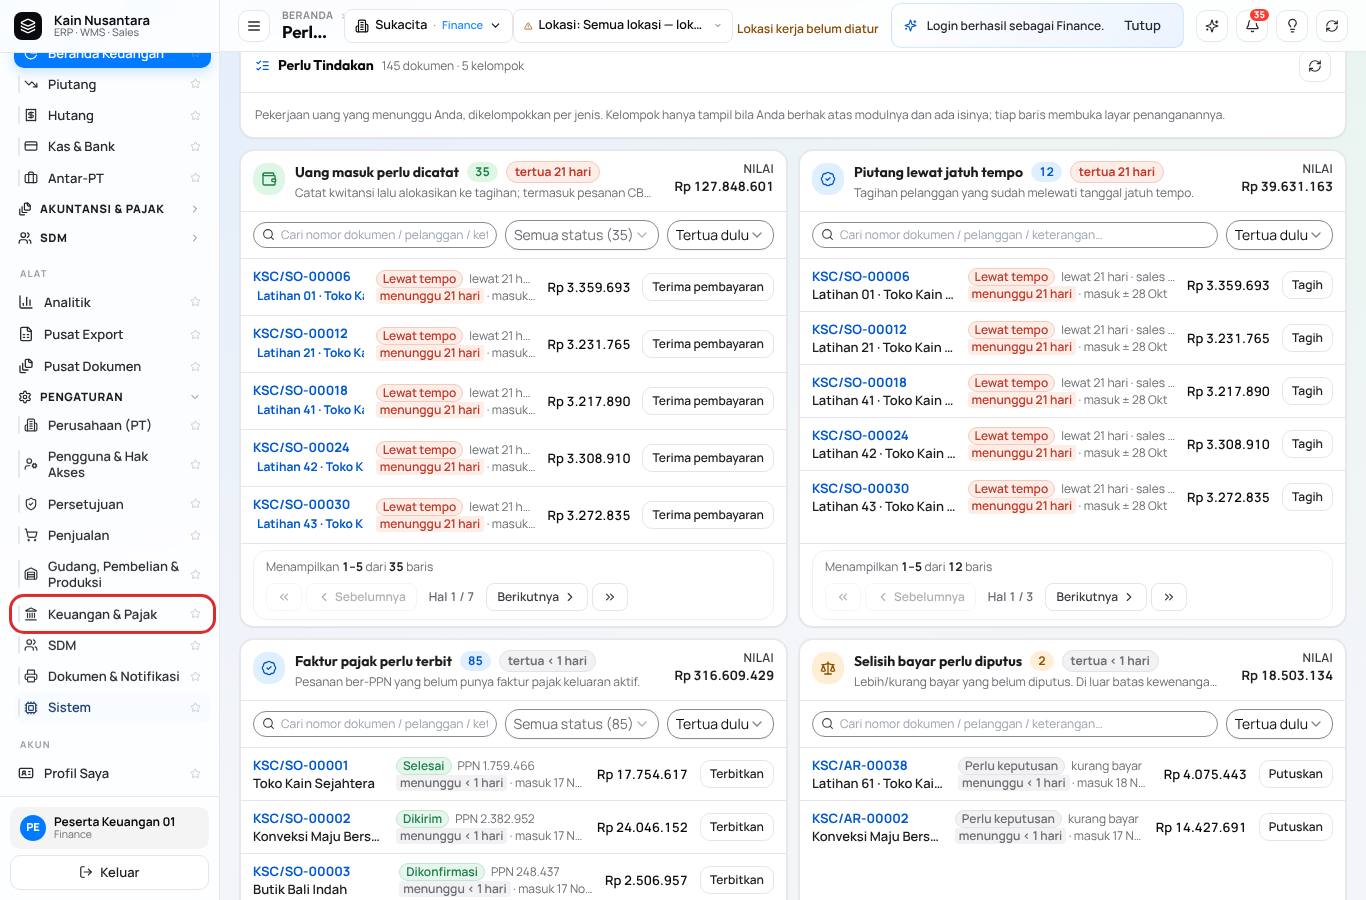 Kain Nusantara
ERP · WMS · Sales
Beranda Keuangan
Piutang
Hutang
Kas & Bank
Antar-PT
AKUNTANSI & PAJAK
SDM
ALAT
Analitik
Pusat Export
Pusat Dokumen
PENGATURAN
Perusahaan (PT)
Pengguna & Hak
Akses
Persetujuan
Penjualan
Gudang, Pembelian &
Produksi
Keuangan & Pajak
SDM
Dokumen & Notifikasi
Sistem
AKUN
Profil Saya
PE
Peserta Keuangan 01
Finance
Keluar
BERANDA
Perl...
Sukacita · Finance
Lokasi: Semua lokasi — lok...
Lokasi kerja belum diatur
Login berhasil sebagai Finance.
Tutup
35
Perlu Tindakan 145 dokumen · 5 kelompok
Pekerjaan uang yang menunggu Anda, dikelompokkan per jenis. Kelompok hanya tampil bila Anda berhak atas modulnya dan ada isinya; tiap baris membuka layar penanganannya.
Uang masuk perlu dicatat 35 tertua 21 hari
Catat kwitansi lalu alokasikan ke tagihan; termasuk pesanan CB...
NILAI
Rp 127.848.601
Cari nomor dokumen / pelanggan / ket
Semua status (35)
Tertua dulu
KSC/SO-00006
Latihan 01 · Toko Ka
Lewat tempo lewat 21 h...
menunggu 21 hari · masuk...
Rp 3.359.693
Terima pembayaran
KSC/SO-00012
Latihan 21 · Toko Ka
Lewat tempo lewat 21 h...
menunggu 21 hari · masuk...
Rp 3.231.765
Terima pembayaran
KSC/SO-00018
Latihan 41 · Toko Ka
Lewat tempo lewat 21 h...
menunggu 21 hari · masuk...
Rp 3.217.890
Terima pembayaran
KSC/SO-00024
Latihan 42 · Toko K
Lewat tempo lewat 21 h...
menunggu 21 hari · masuk...
Rp 3.308.910
Terima pembayaran
KSC/SO-00030
Latihan 43 · Toko K
Lewat tempo lewat 21 h...
menunggu 21 hari · masuk...
Rp 3.272.835
Terima pembayaran
Menampilkan 1–5 dari 35 baris
« ‹ Sebelumnya Hal 1 / 7 Berikutnya › »
Piutang lewat jatuh tempo 12 tertua 21 hari
Tagihan pelanggan yang sudah melewati tanggal jatuh tempo.
NILAI
Rp 39.631.163
Cari nomor dokumen / pelanggan / keterangan...
Tertua dulu
KSC/SO-00006
Latihan 01 · Toko Kain ...
Lewat tempo lewat 21 hari · sales ...
menunggu 21 hari · masuk ± 28 Okt
Rp 3.359.693
Tagih
KSC/SO-00012
Latihan 21 · Toko Kain ...
Lewat tempo lewat 21 hari · sales ...
menunggu 21 hari · masuk ± 28 Okt
Rp 3.231.765
Tagih
KSC/SO-00018
Latihan 41 · Toko Kain ...
Lewat tempo lewat 21 hari · sales ...
menunggu 21 hari · masuk ± 28 Okt
Rp 3.217.890
Tagih
KSC/SO-00024
Latihan 42 · Toko Kain ...
Lewat tempo lewat 21 hari · sales ...
menunggu 21 hari · masuk ± 28 Okt
Rp 3.308.910
Tagih
KSC/SO-00030
Latihan 43 · Toko Kain ...
Lewat tempo lewat 21 hari · sales ...
menunggu 21 hari · masuk ± 28 Okt
Rp 3.272.835
Tagih
Menampilkan 1–5 dari 12 baris
« ‹ Sebelumnya Hal 1 / 3 Berikutnya › »
Faktur pajak perlu terbit 85 tertua < 1 hari
Pesanan ber-PPN yang belum punya faktur pajak keluaran aktif.
NILAI
Rp 316.609.429
Cari nomor dokumen / pelanggan / ket
Semua status (85)
Tertua dulu
KSC/SO-00001
Toko Kain Sejahtera
Selesai PPN 1.759.466
menunggu < 1 hari · masuk 17 N...
Rp 17.754.617
Terbitkan
KSC/SO-00002
Konveksi Maju Bers...
Dikirim PPN 2.382.952
menunggu < 1 hari · masuk 17 N...
Rp 24.046.152
Terbitkan
KSC/SO-00003
Butik Bali Indah
Dikonfirmasi PPN 248.437
menunggu < 1 hari · masuk 17 No...
Rp 2.506.957
Terbitkan
Selisih bayar perlu diputus 2 tertua < 1 hari
Lebih/kurang bayar yang belum diputus. Di luar batas kewenanga...
NILAI
Rp 18.503.134
Cari nomor dokumen / pelanggan / keterangan...
Tertua dulu
KSC/AR-00038
Latihan 61 · Toko Kai...
Perlu keputusan kurang bayar
menunggu < 1 hari · masuk 18 N...
Rp 4.075.443
Putuskan
KSC/AR-00002
Konveksi Maju Bers...
Perlu keputusan kurang bayar
menunggu < 1 hari · masuk 17 N...
Rp 14.427.691
Putuskan